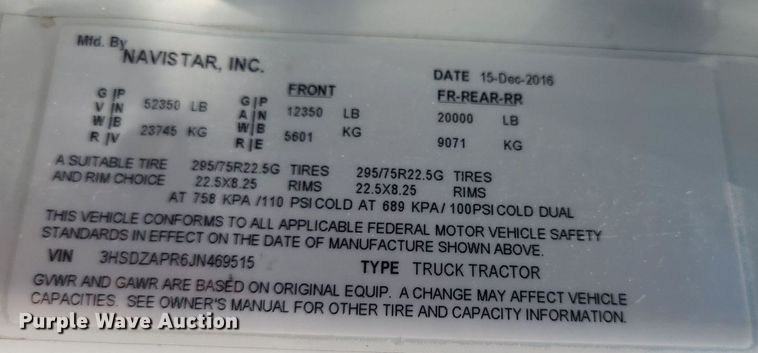 Mfd. By NAVISTAR, INC.
DATE 15-Dec-2016
FRONT FR-REAR-RR
G|P V|N W|B R|V 52350 LB 23745 KG G|P A|N W|B R|E 12350 LB 5601 KG 20000 LB 9071 KG
A SUITABLE TIRE 295/75R22.5G TIRES 295/75R22.5G TIRES
AND RIM CHOICE 22.5X8.25 RIMS 22.5X8.25 RIMS
AT 758 KPA /110 PSI COLD AT 689 KPA/ 100PSI COLD DUAL
THIS VEHICLE CONFORMS TO ALL APPLICABLE FEDERAL MOTOR VEHICLE SAFETY
STANDARDS IN EFFECT ON THE DATE OF MANUFACTURE SHOWN ABOVE.
VIN 3HSDZAPR6JN469515 TYPE TRUCK TRACTOR
GVWR AND GAWR ARE BASED ON ORIGINAL EQUIP. A CHANGE MAY AFFECT VEHICLE
CAPACITIES. SEE OWNER'S MANUAL FOR OTHER TIRE AND CAPACITY INFORMATION.
Purple Wave Auction